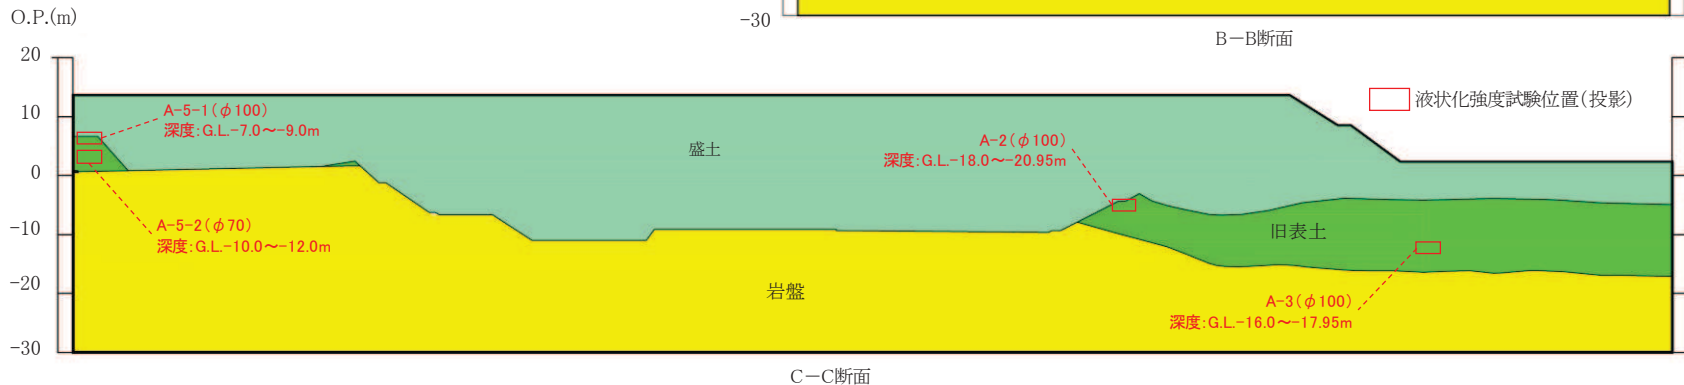 O.P.(m)
-30
B－B断面
20
10
0
-10
-20
-30
A-5-1(φ100)
深度:G.L.-7.0～-9.0m
A-5-2(φ70)
深度:G.L.-10.0～-12.0m
盛土
A-2(φ100)
深度:G.L.-18.0～-20.95m
液状化強度試験位置(投影)
旧表土
岩盤
A-3(φ100)
深度:G.L.-16.0～-17.95m
C－C断面